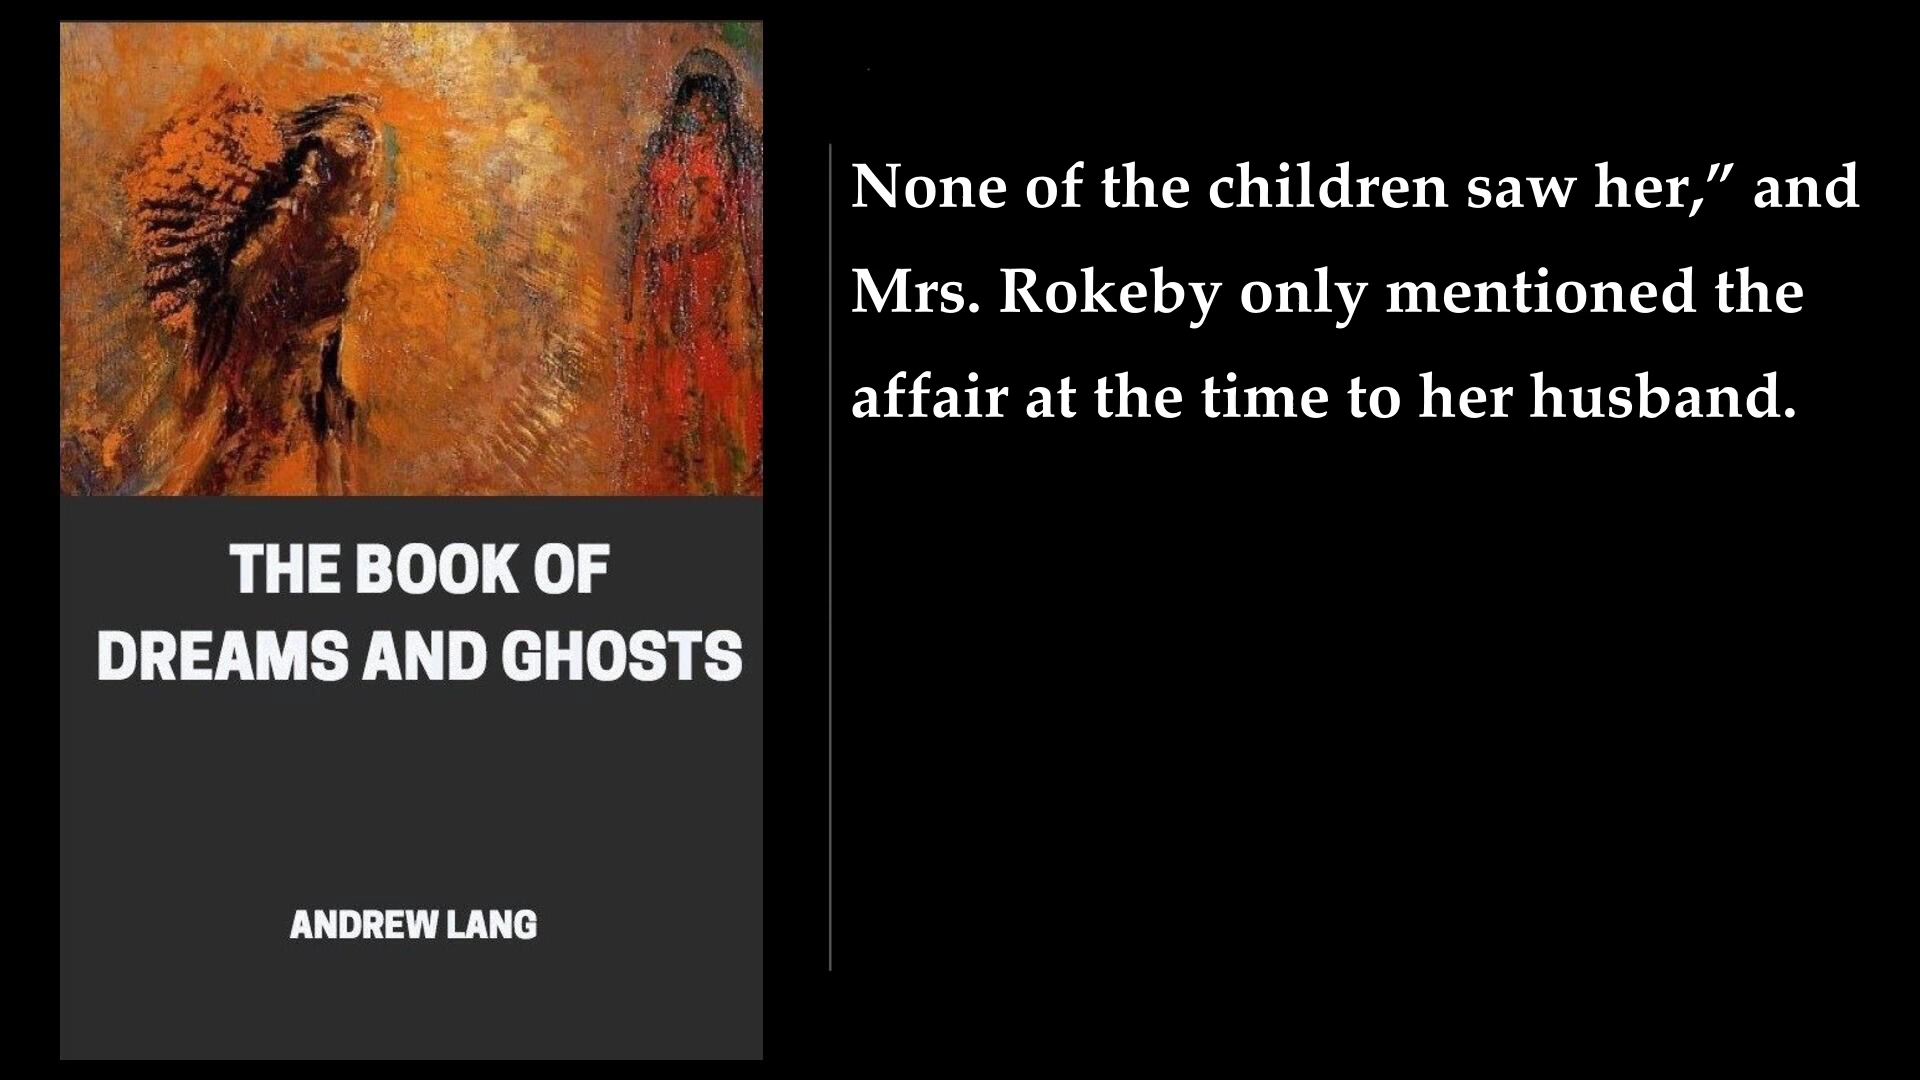 THE BOOK OF
DREAMS AND GHOSTS
ANDREW LANG
None of the children saw her,” and
Mrs. Rokeby only mentioned the
affair at the time to her husband.